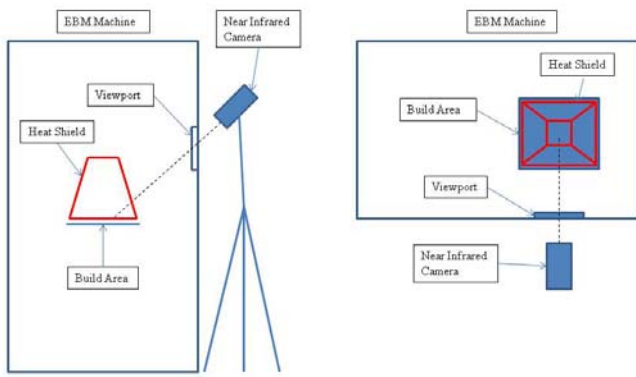 EBM Machine
Near Infrared
Camera
Viewport
Heat Shield
Build Area
EBM Machine
Heat Shield
Build Area
Viewport
Near Infrared
Camera